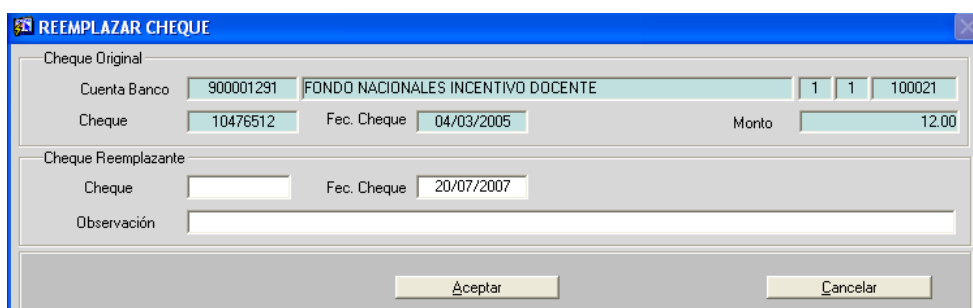 REEMPLAZAR CHEQUE
Cheque Original
Cuenta Banco 900001291 FONDO NACIONALES INCENTIVO DOCENTE 1 1 100021
Cheque 10476512 Fec. Cheque 04/03/2005 Monto 12.00
Cheque Reemplazante
Cheque Fec. Cheque 20/07/2007
Observación
Aceptar Cancelar